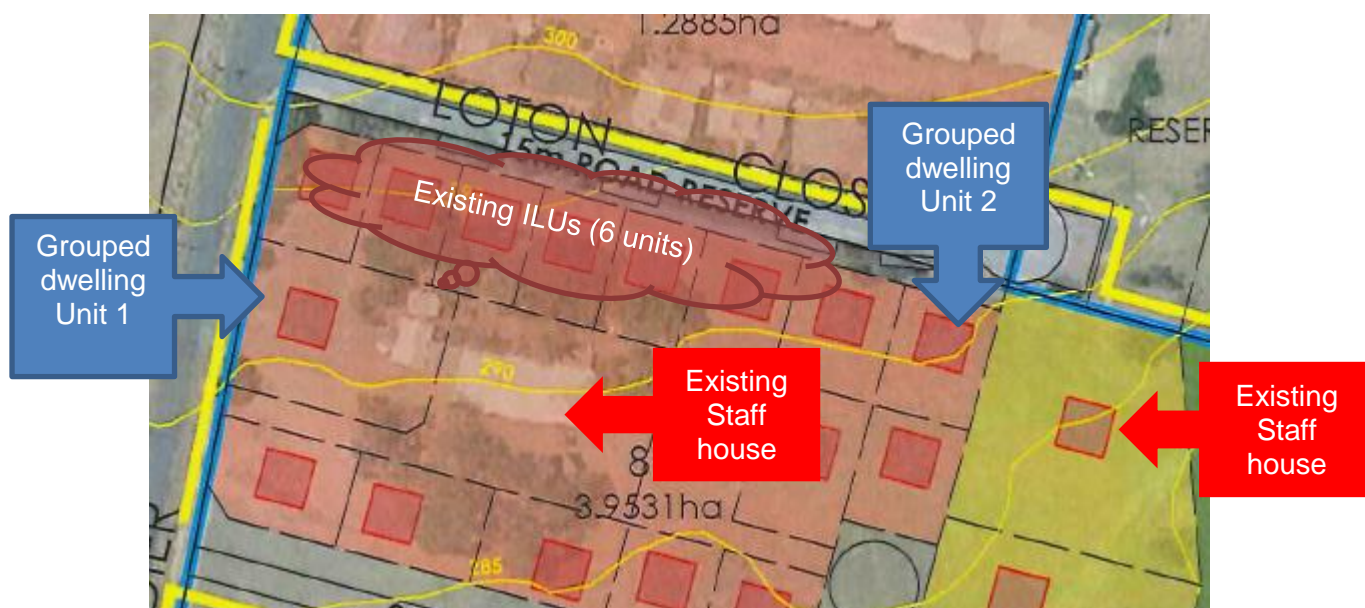 1.2885ha
300
LOTON CLOSE
15m ROAD RESERVE
RESER
Grouped
dwelling
Unit 2
Existing ILUs (6 units)
Grouped
dwelling
Unit 1
290
Existing
Staff
house
Existing
Staff
house
8
3.9531ha
285